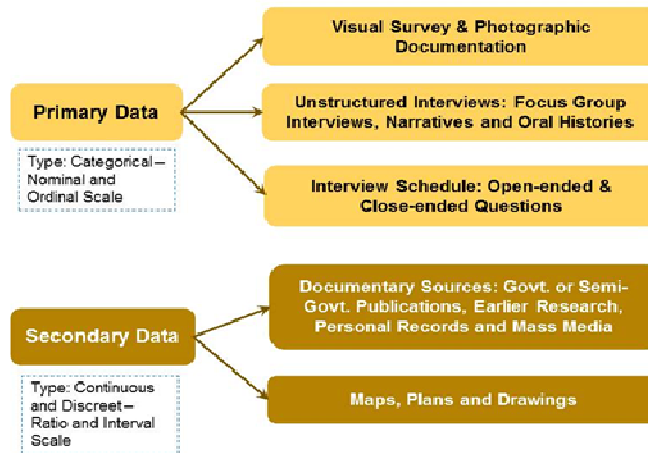 Visual Survey & Photographic
Documentation
Primary Data
Unstructured Interviews: Focus Group
Interviews, Narratives and Oral Histories
Type: Categorical–
Nominal and
Ordinal Scale
Interview Schedule: Open-ended &
Close-ended Questions
Documentary Sources: Govt. or Semi-
Govt. Publications, Earlier Research,
Personal Records and Mass Media
Secondary Data
Type: Continuous
and Discreet–
Ratio and Interval
Scale
Maps, Plans and Drawings